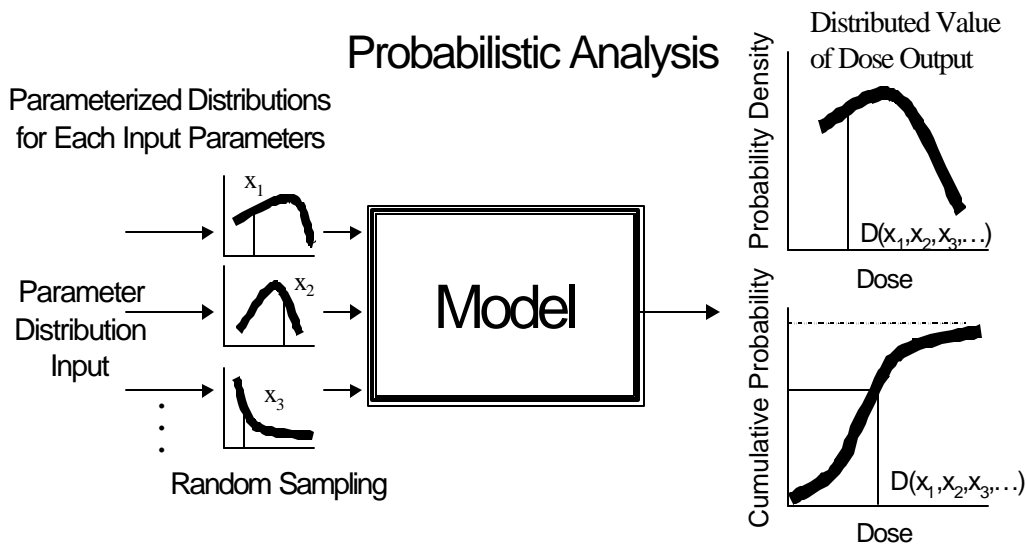 Probabilistic Analysis
Parameterized Distributions
for Each Input Parameters
Parameter
Distribution
Input
x1
x2
x3
Random Sampling
Model
Distributed Value
of Dose Output
Probability Density
D(x1,x2,x3,…)
Dose
Cumulative Probability
D(x1,x2,x3,…)
Dose